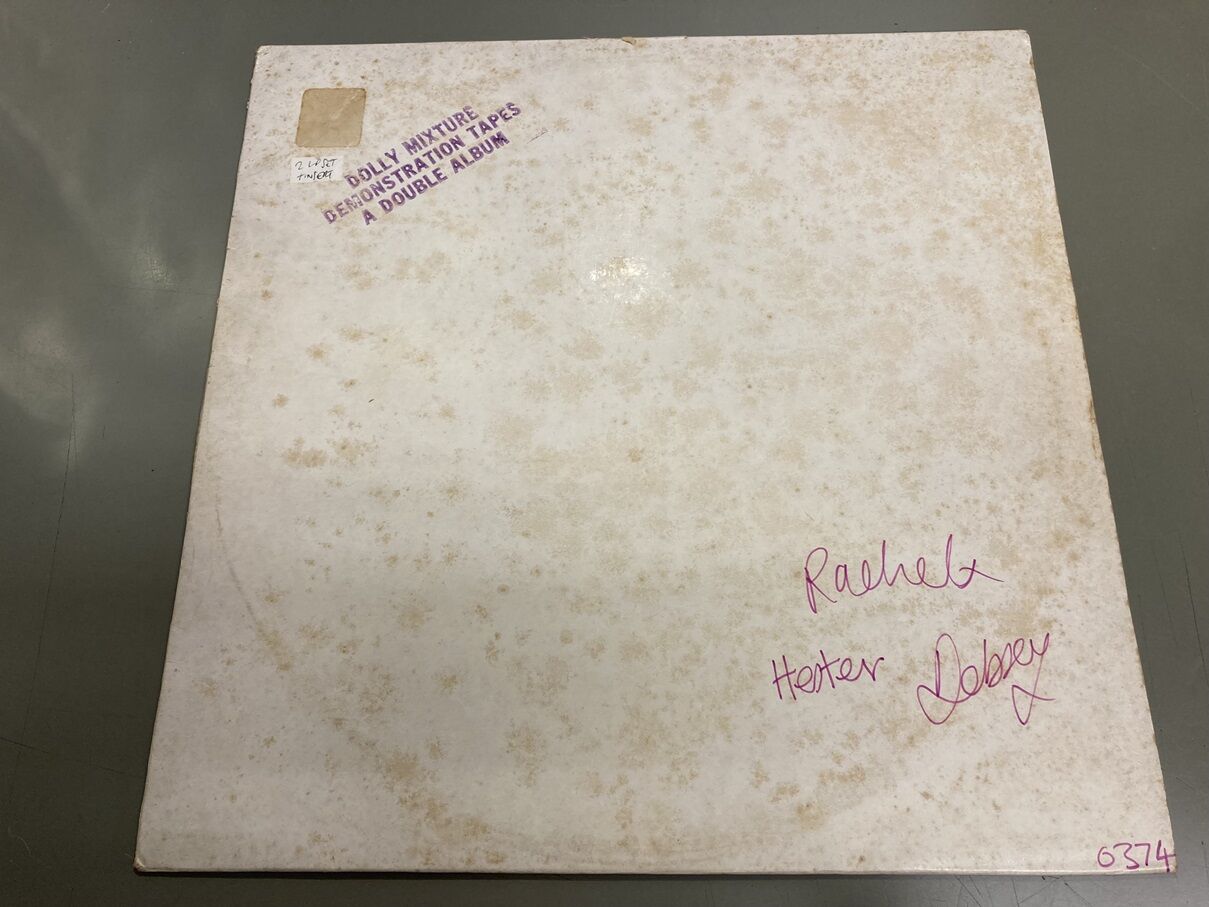 2 LP SET
+ INSERT
DOLLY MIXTURE
DEMONSTRATION TAPES
A DOUBLE ALBUM
Rachel x
Hester Debsey x
0374